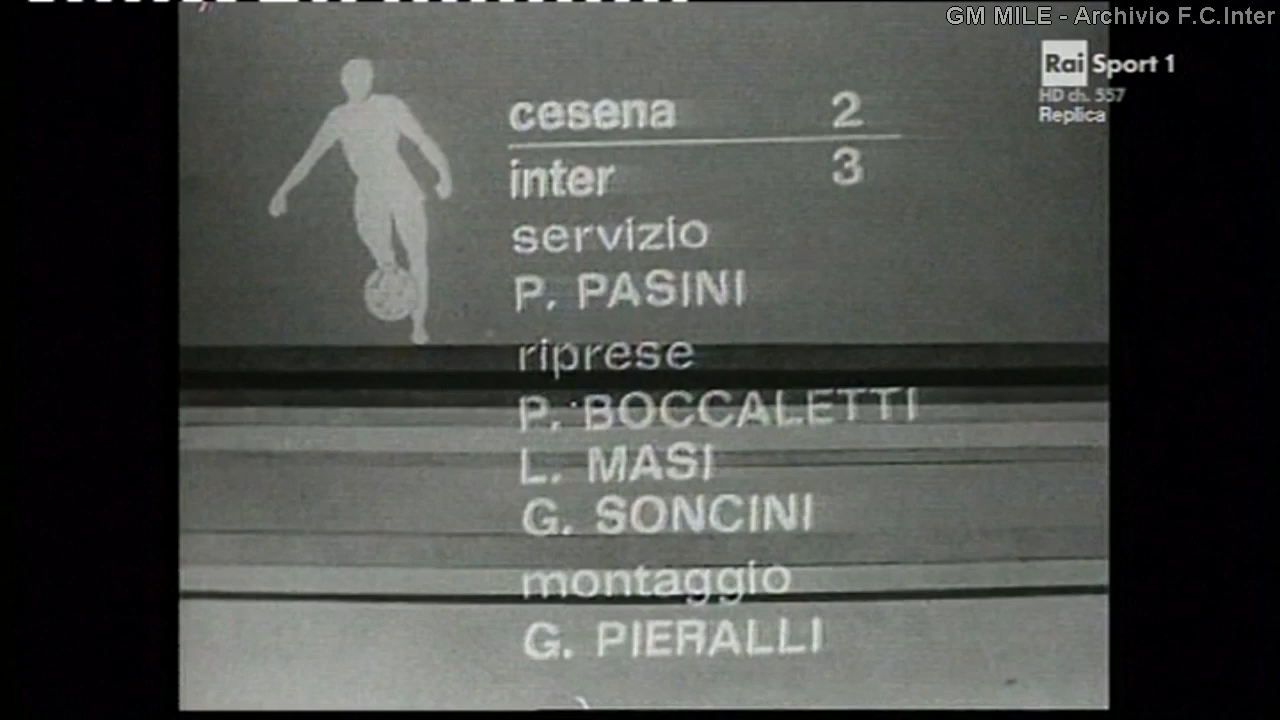 GM MILE - Archivio F.C.Inter
Rai Sport 1
HD ch. 557
Replica
cesena 2
inter 3
servizio
P. PASINI
riprese
P. BOCCALETTI
L. MASI
G. SONCINI
montaggio
G. PIERALLI